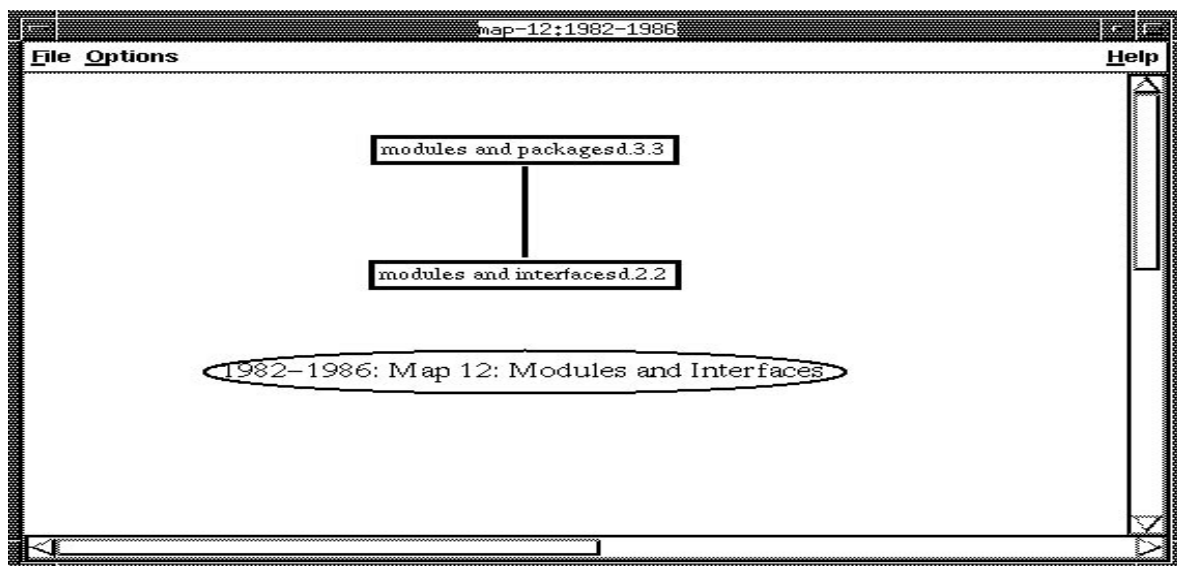 map-12:1982-1986
File Options Help
modules and packagesd.3.3
modules and interfacesd.2.2
1982-1986: Map 12: Modules and Interfaces